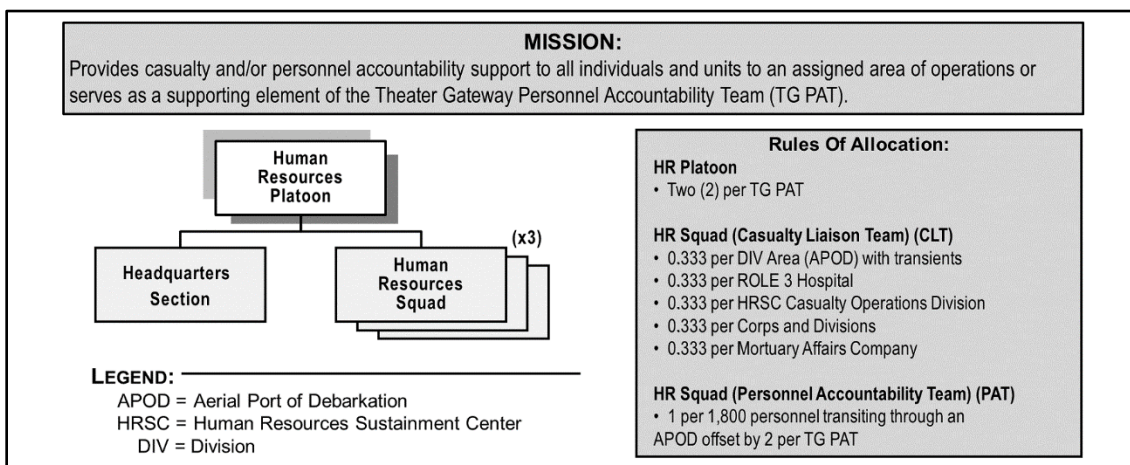 MISSION:
Provides casualty and/or personnel accountability support to all individuals and units to an assigned area of operations or
serves as a supporting element of the Theater Gateway Personnel Accountability Team (TG PAT).
Human
Resources
Platoon
Headquarters
Section
(x3)
Human
Resources
Squad
LEGEND:
APOD = Aerial Port of Debarkation
HRSC = Human Resources Sustainment Center
DIV = Division
Rules Of Allocation:
HR Platoon
• Two (2) per TG PAT
HR Squad (Casualty Liaison Team) (CLT)
• 0.333 per DIV Area (APOD) with transients
• 0.333 per ROLE 3 Hospital
• 0.333 per HRSC Casualty Operations Division
• 0.333 per Corps and Divisions
• 0.333 per Mortuary Affairs Company
HR Squad (Personnel Accountability Team) (PAT)
• 1 per 1,800 personnel transiting through an
APOD offset by 2 per TG PAT